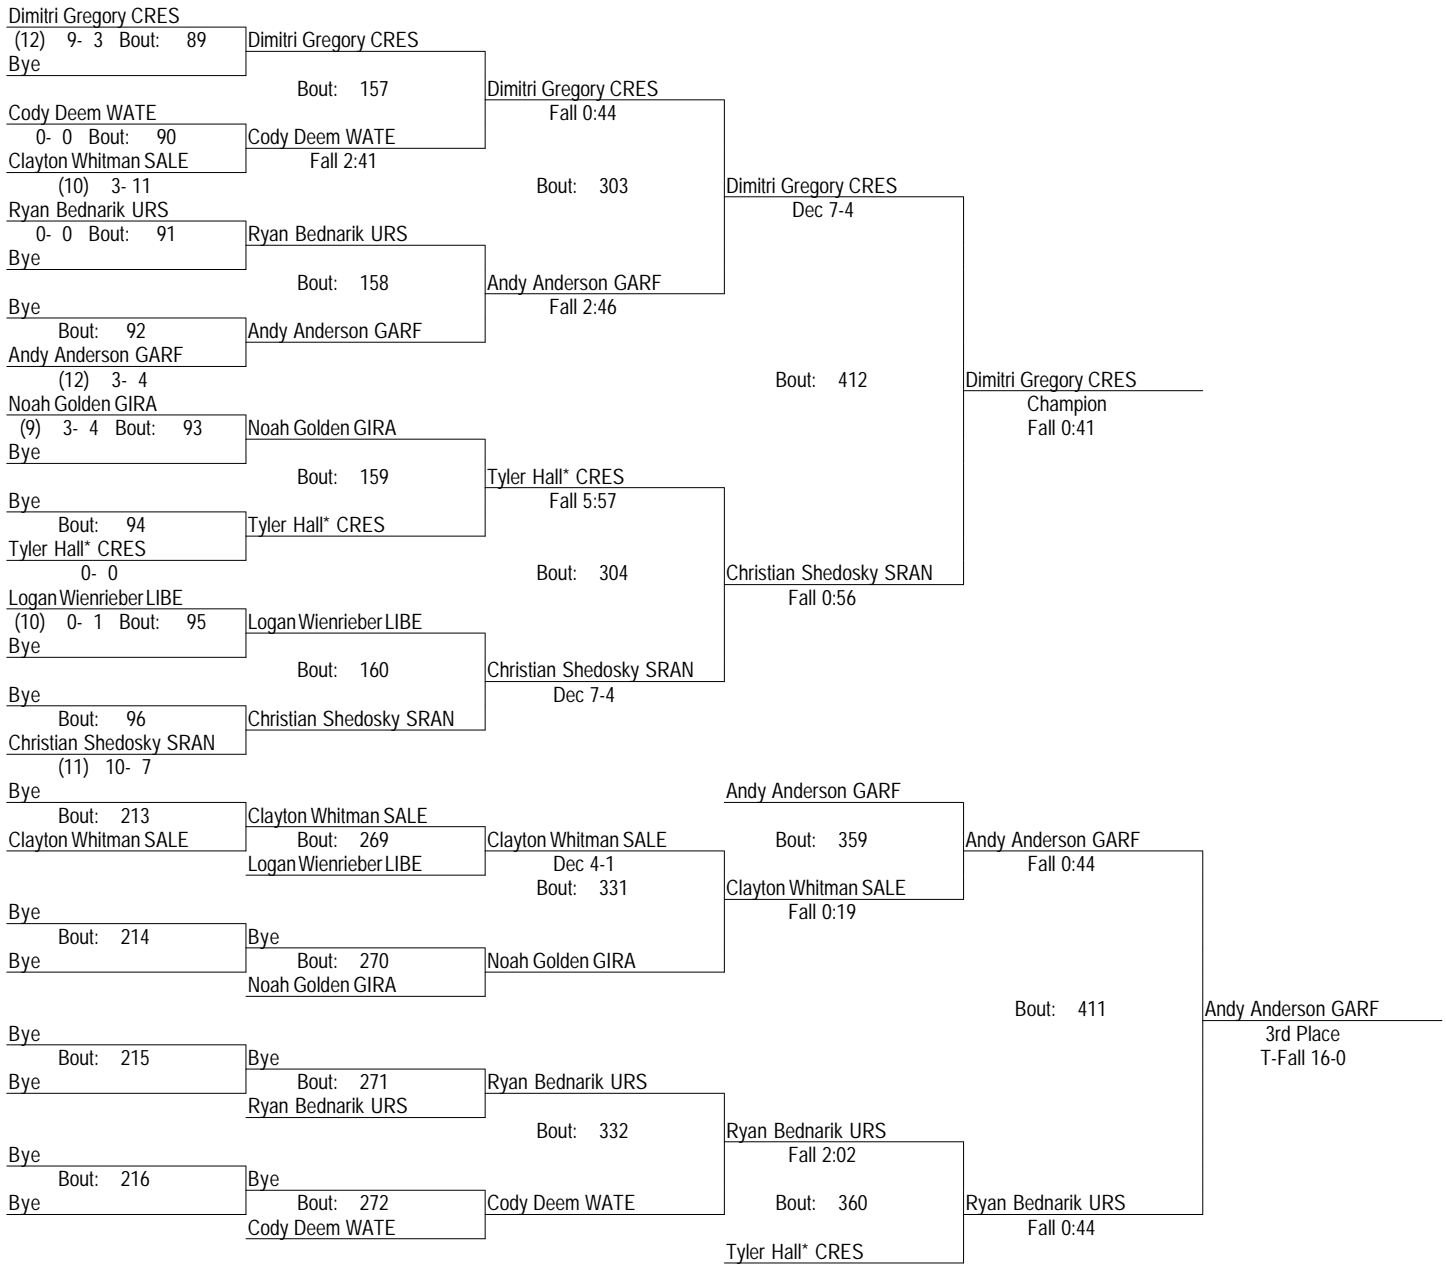 Dimitri Gregory CRES
(12) 9- 3 Bout: 89 Dimitri Gregory CRES
Bye
Bout: 157 Dimitri Gregory CRES
Cody Deem WATE Fall 0:44
0- 0 Bout: 90 Cody Deem WATE
Clayton Whitman SALE Fall 2:41
(10) 3- 11 Bout: 303 Dimitri Gregory CRES
Ryan Bednarik URS Dec 7-4
0- 0 Bout: 91 Ryan Bednarik URS
Bye
Bout: 158 Andy Anderson GARF
Bye Fall 2:46
Bout: 92 Andy Anderson GARF
Andy Anderson GARF
(12) 3- 4 Bout: 412 Dimitri Gregory CRES
Noah Golden GIRA Champion
(9) 3- 4 Bout: 93 Noah Golden GIRA Fall 0:41
Bye
Bout: 159 Tyler Hall* CRES
Bye Fall 5:57
Bout: 94 Tyler Hall* CRES
Tyler Hall* CRES
0- 0 Bout: 304 Christian Shedosky SRAN
Logan Wienrieber LIBE Fall 0:56
(10) 0- 1 Bout: 95 Logan Wienrieber LIBE
Bye
Bout: 160 Christian Shedosky SRAN
Bye Dec 7-4
Bout: 96 Christian Shedosky SRAN
Christian Shedosky SRAN
(11) 10- 7
Bye Andy Anderson GARF
Bout: 213 Clayton Whitman SALE
Clayton Whitman SALE Bout: 269 Clayton Whitman SALE Bout: 359 Andy Anderson GARF
Logan Wienrieber LIBE Dec 4-1 Fall 0:44
Bout: 331 Clayton Whitman SALE
Bye Fall 0:19
Bout: 214 Bye
Bye Bout: 270 Noah Golden GIRA
Noah Golden GIRA
Bout: 411 Andy Anderson GARF
Bye 3rd Place
Bout: 215 Bye T-Fall 16-0
Bye Bout: 271 Ryan Bednarik URS
Ryan Bednarik URS
Bout: 332 Ryan Bednarik URS
Bye Fall 2:02
Bout: 216 Bye
Bye Bout: 272 Cody Deem WATE Bout: 360 Ryan Bednarik URS
Cody Deem WATE Fall 0:44
Tyler Hall* CRES